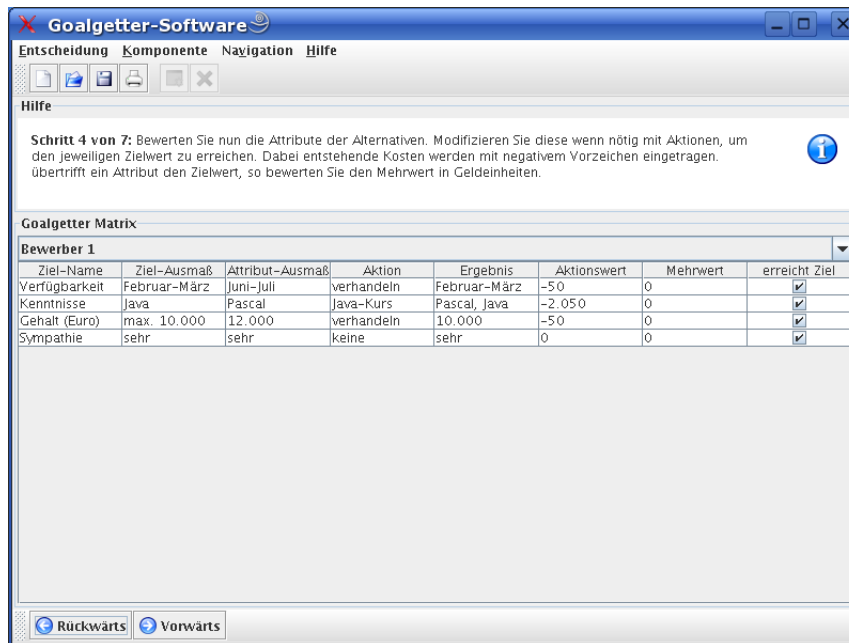 Goalgetter-Software
Entscheidung Komponente Navigation Hilfe
Hilfe
Schritt 4 von 7: Bewerten Sie nun die Attribute der Alternativen. Modifizieren Sie diese wenn nötig mit Aktionen, um
den jeweiligen Zielwert zu erreichen. Dabei entstehende Kosten werden mit negativem Vorzeichen eingetragen.
übertrifft ein Attribut den Zielwert, so bewerten Sie den Mehrwert in Geldeinheiten.
Goalgetter Matrix
Bewerber 1
Ziel-Name Ziel-Ausmaß Attribut-Ausmaß Aktion Ergebnis Aktionswert Mehrwert erreicht Ziel
Verfügbarkeit Februar-März Juni-Juli verhandeln Februar-März -50 0
Kenntnisse Java Pascal Java-Kurs Pascal, Java -2.050 0
Gehalt (Euro) max. 10.000 12.000 verhandeln 10.000 -50 0
Sympathie sehr sehr keine sehr 0 0
Rückwärts Vorwärts